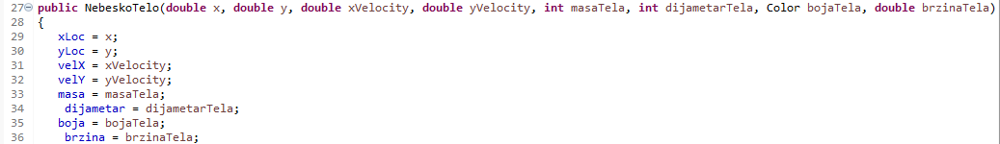 27 public NebeskoTelo(double x, double y, double xVelocity, double yVelocity, int masaTela, int dijametarTela, Color bojaTela, double brzinaTela)
28 {
29 xLoc = x;
30 yLoc = y;
31 velX = xVelocity;
32 velY = yVelocity;
33 masa = masaTela;
34 dijametar = dijametarTela;
35 boja = bojaTela;
36 brzina = brzinaTela;